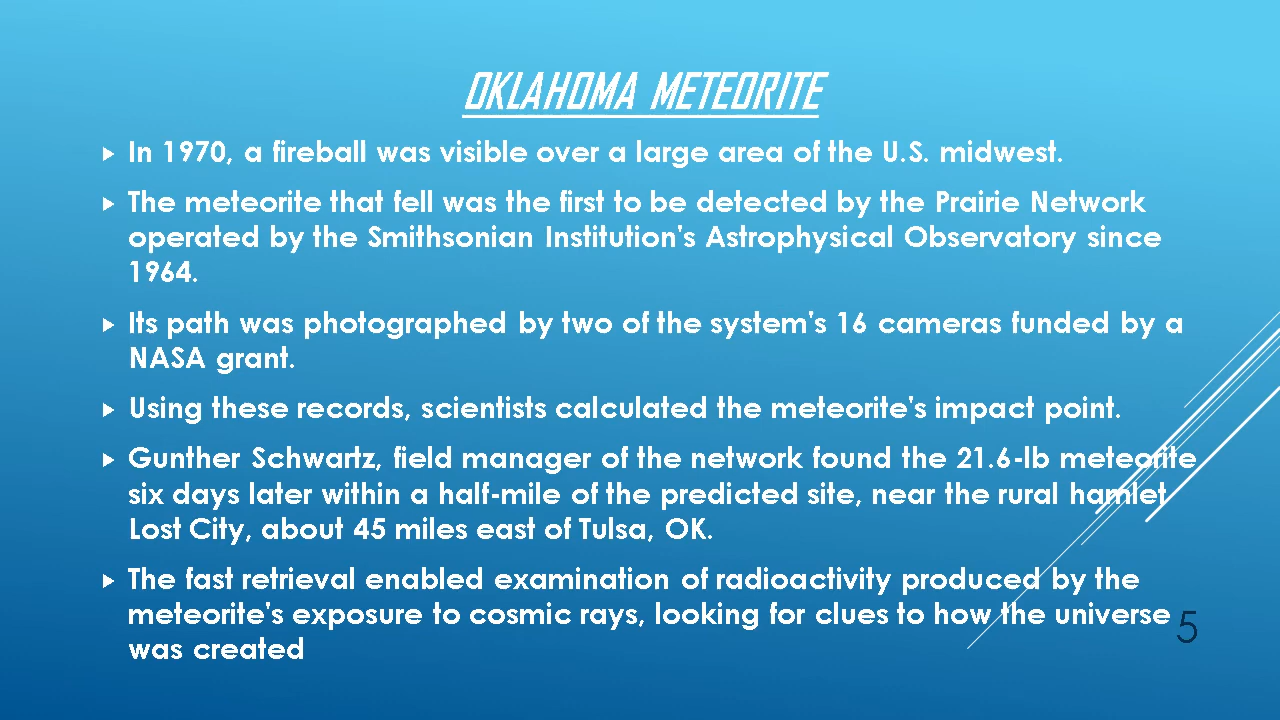 OKLAHOMA METEORITE
In 1970, a fireball was visible over a large area of the U.S. midwest.
The meteorite that fell was the first to be detected by the Prairie Network
operated by the Smithsonian Institution's Astrophysical Observatory since
1964.
Its path was photographed by two of the system's 16 cameras funded by a
NASA grant.
Using these records, scientists calculated the meteorite's impact point.
Gunther Schwartz, field manager of the network found the 21.6-lb meteorite
six days later within a half-mile of the predicted site, near the rural hamlet
Lost City, about 45 miles east of Tulsa, OK.
The fast retrieval enabled examination of radioactivity produced by the
meteorite's exposure to cosmic rays, looking for clues to how the universe
was created
5